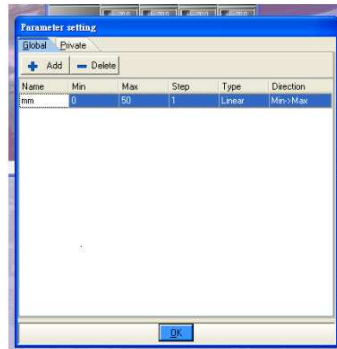 Parameter setting
Global Private
Add Delete
Name Min Max Step Type Direction
mm 0 50 1 Linear Min->Max
OK